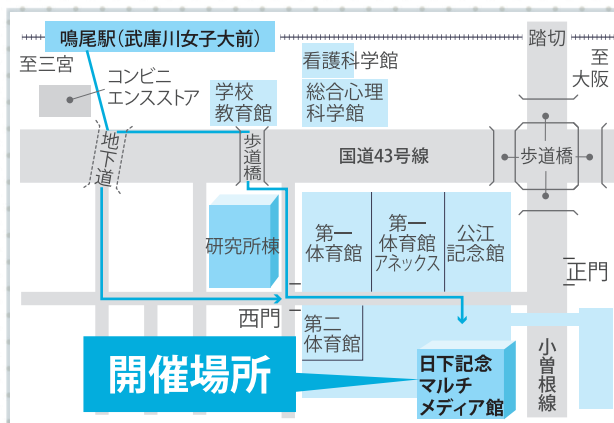 鳴尾駅(武庫川女子大前)
踏切
至三宮
コンビニ
エンスストア
学校
教育館
看護科学館
総合心理
科学館
至
大阪
地下道
歩道橋
国道43号線
歩道橋
研究所棟
第一
体育館
第一
体育館
アネックス
公江
記念館
正門
西門
第二
体育館
開催場所
日下記念
マルチ
メディア館
小曽根線